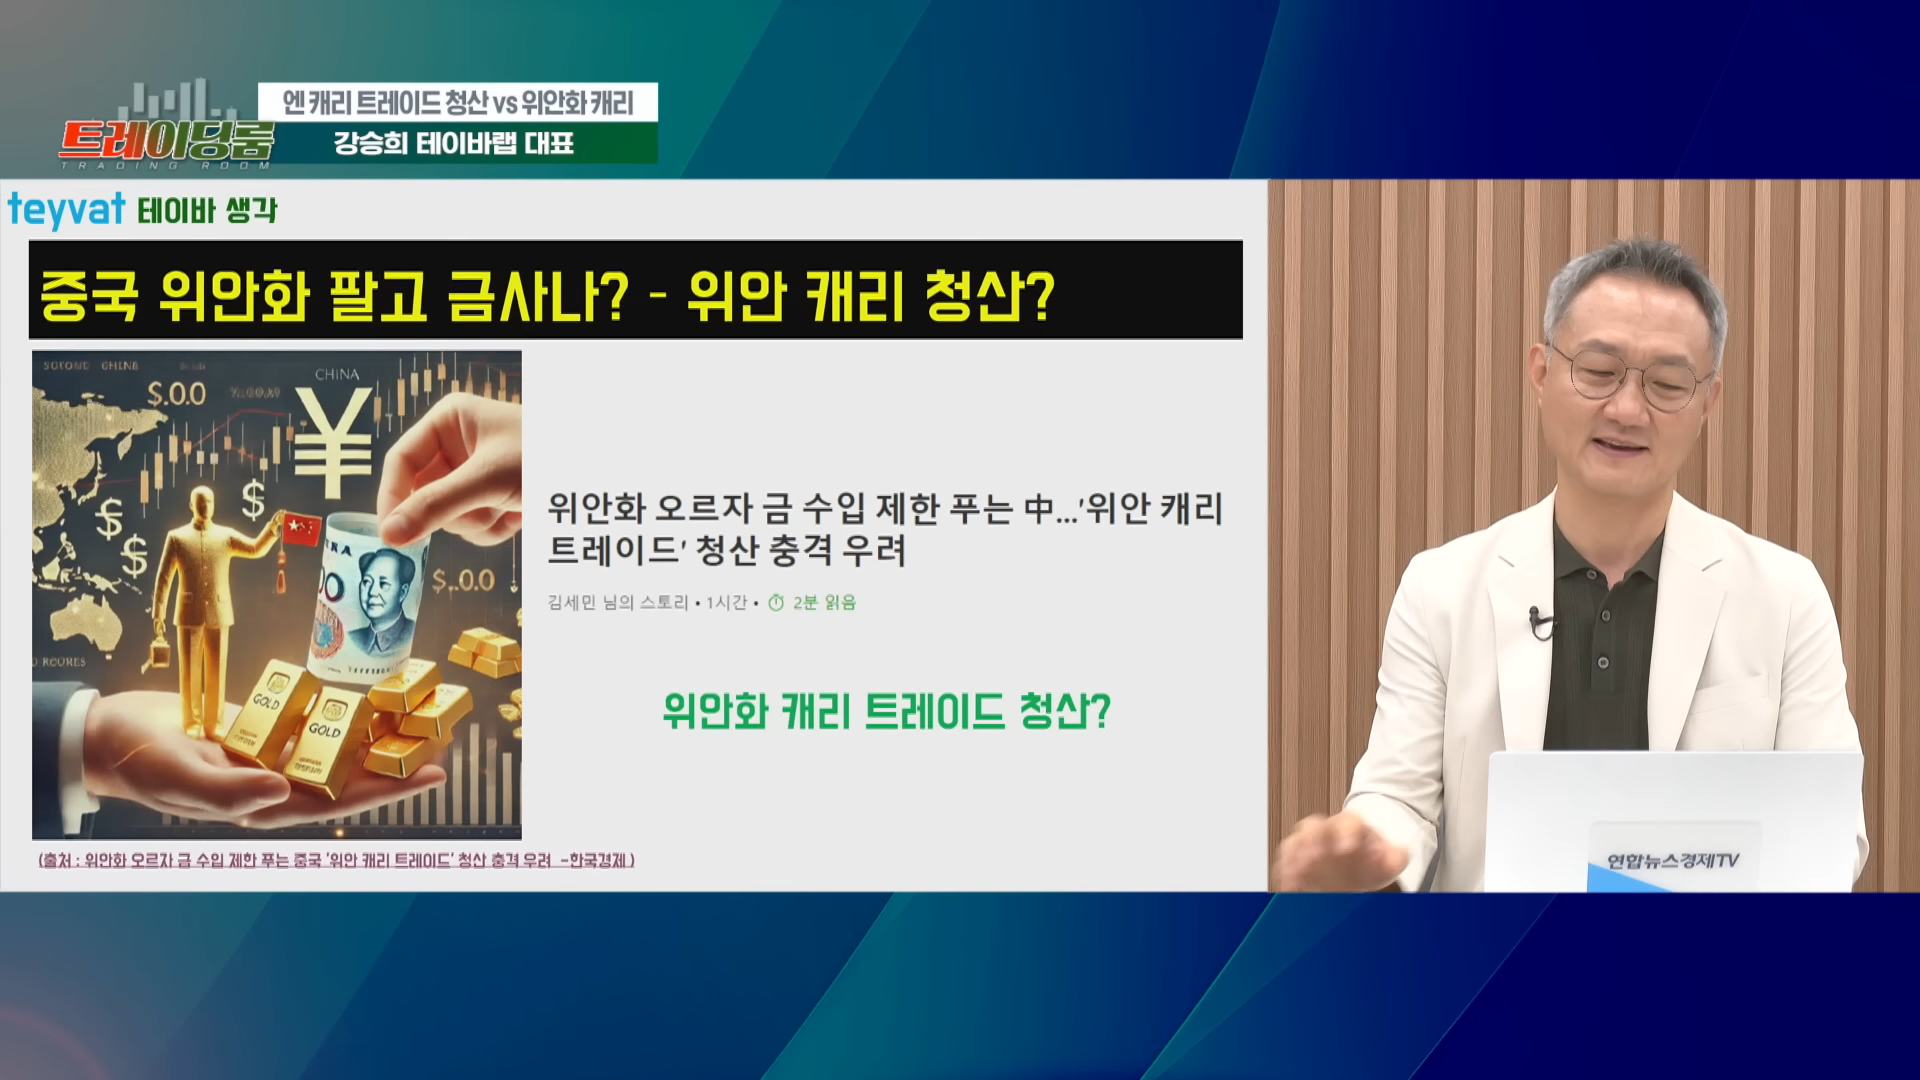 엔 캐리 트레이드 청산 vs 위안화 캐리
트레이딩룸
TRADING ROOM
강승희 테이바랩 대표
teyvat 테이바 생각
중국 위안화 팔고 금사나? - 위안 캐리 청산?
CHINA
$.0.0
¥
$
$
$
$..0.0
GOLD
GOLD
위안화 오르자 금 수입 제한 푸는 中...'위안 캐리
트레이드' 청산 충격 우려
김세민 님의 스토리 • 1시간 • 2분 읽음
위안화 캐리 트레이드 청산?
(출처 : 위안화 오르자 금 수입 제한 푸는 중국 '위안 캐리 트레이드' 청산 충격 우려 -한국경제 )
연합뉴스경제TV